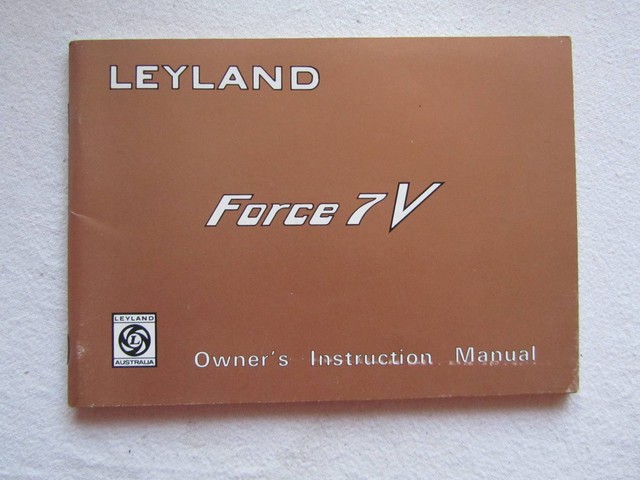 LEYLAND
Force 7V
LEYLAND
L
AUSTRALIA
Owner's Instruction Manual